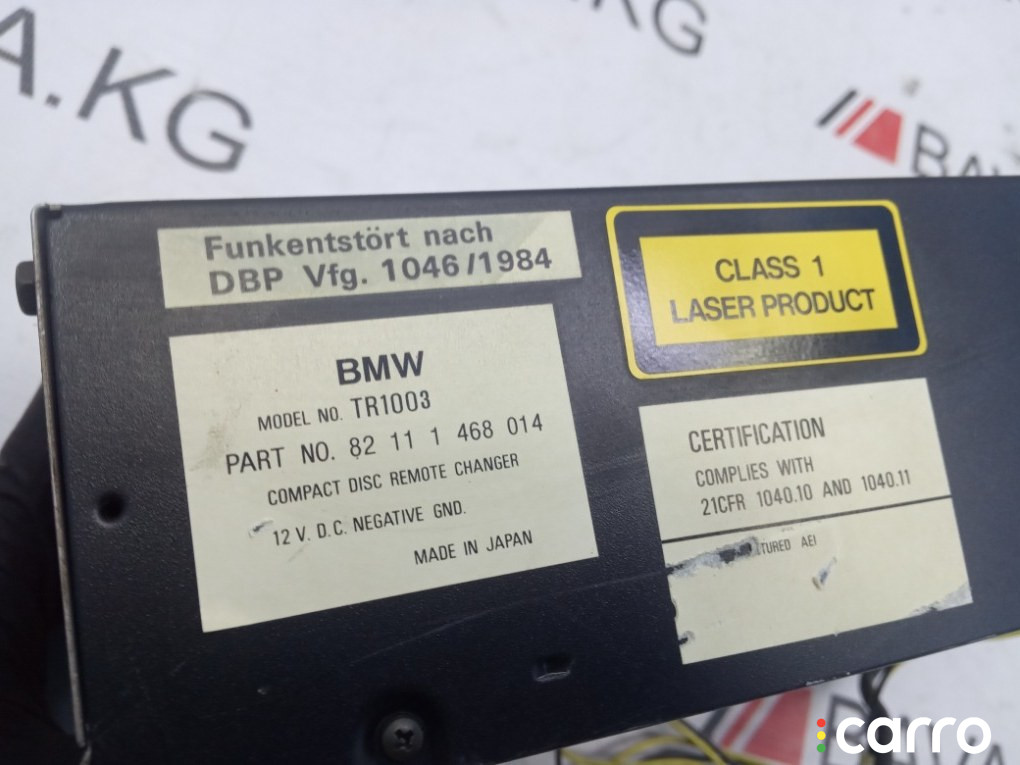 A.KG
KG
BAV
Funkentstört nach
DBP Vfg. 1046/1984
CLASS 1
LASER PRODUCT
BMW
MODEL NO. TR1003
PART NO. 82 11 1 468 014
COMPACT DISC REMOTE CHANGER
12 V. D.C. NEGATIVE GND.
MADE IN JAPAN
CERTIFICATION
COMPLIES WITH
21CFR 1040.10 AND 1040.11
TURED AEI
carro